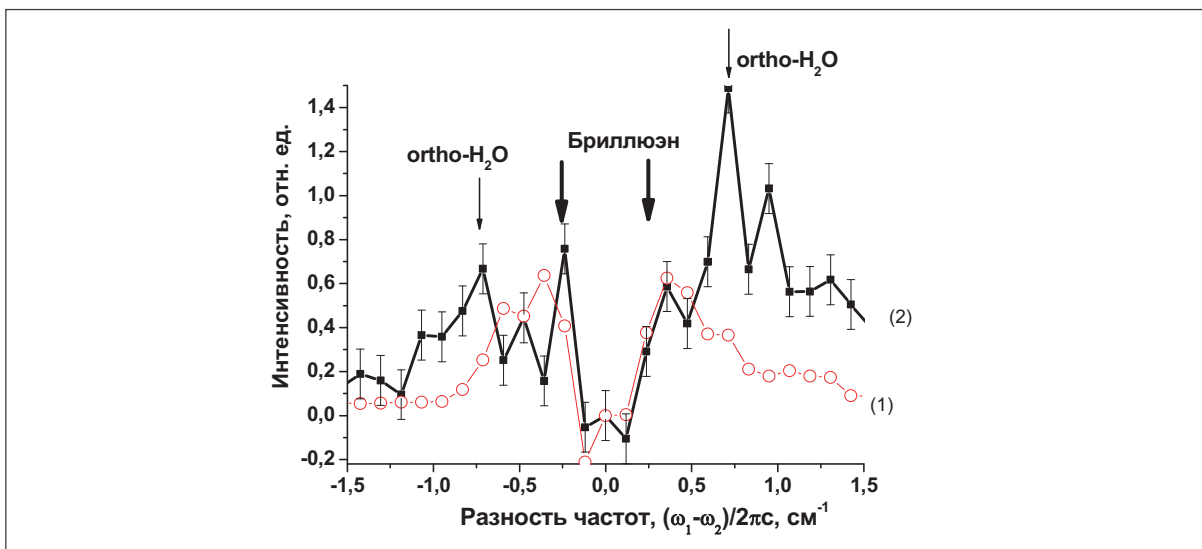 ortho-H₂O
Бриллюэн
ortho-H₂O
Интенсивность, отн. ед.
1,4
1,2
1,0
0,8
0,6
0,4
0,2
0,0
-0,2
(2)
(1)
-1,5 -1,0 -0,5 0,0 0,5 1,0 1,5
Разность частот, (ω₁-ω₂)/2πc, см⁻¹